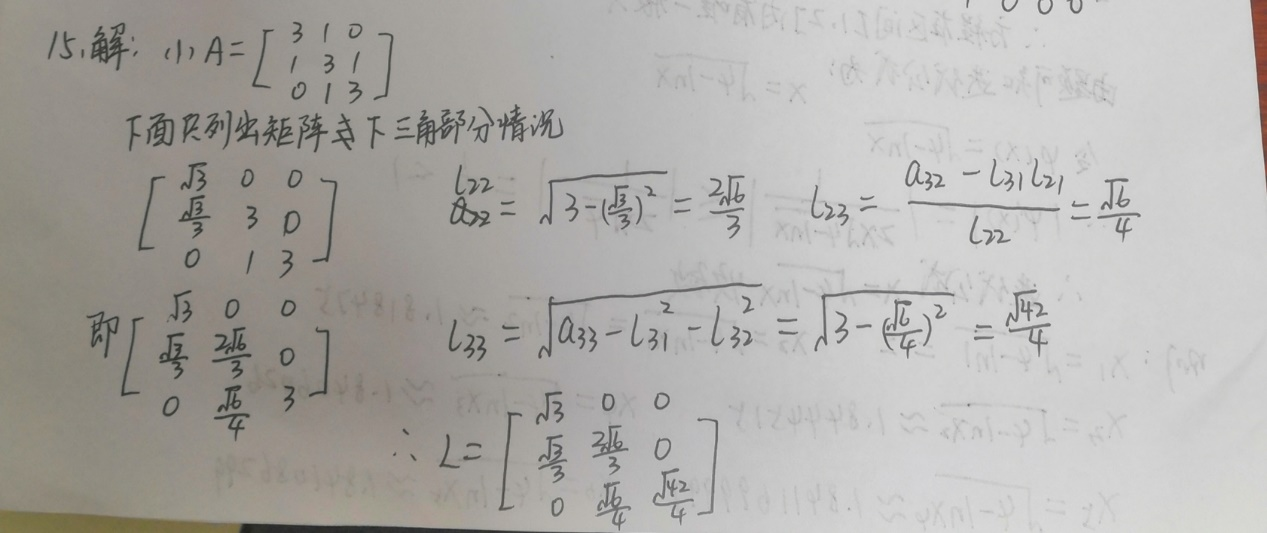 15.解: (1) A = [ 3 1 0
1 3 1
0 1 3 ]
下面只列出矩阵下三角部分情况
[ √3 0 0
√3/3 3 0
0 1 3 ]
l22 = √(3-(√3/3)²) = 2√6/3
l23 = (a32 - l31 l21)/l22 = √6/4
即 [ √3 0 0
√3/3 2√6/3 0
0 √6/4 3 ]
l33 = √(a33 - l31² - l32²) = √(3-(√6/4)²) = √42/4
∴ L = [ √3 0 0
√3/3 2√6/3 0
0 √6/4 √42/4 ]